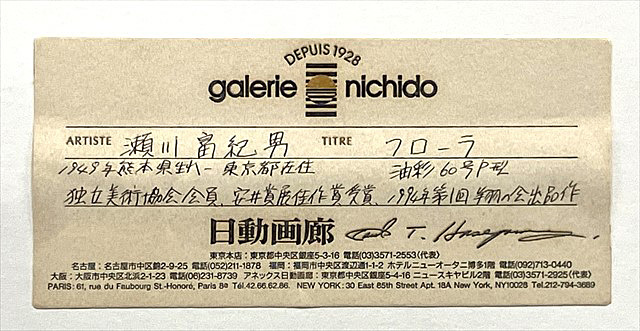 DEPUIS 1928
galerie nichido
ARTISTE 瀬川富紀男 TITRE フローラ
1949年熊本県生れー東京都在住 油彩60号P型
独立美術協会会員、安井賞展佳作賞受賞、1994年第1回翔の会出品作
日動画廊
東京本店：東京都中央区銀座5-3-16 電話(03)3571-2553〈代表〉
名古屋：名古屋市中区錦2-9-25 電話(052)211-1878 福岡：福岡市中央区渡辺通1-1-2 ホテルニューオータニ博多1階 電話(092)713-0440
大阪：大阪市中央区北浜2-1-23 電話(06)231-8739 アネックス日動画廊：東京都中央区銀座5-4-16 ニュースキヤビル2階 電話(03)3571-2925〈代表〉
PARIS: 61, rue du Faubourg St.-Honoré, Paris 8ᵉ Tél.42.66.62.86. NEW YORK: 30 East 85th Street Apt. 18A New York, NY10028 Tel.212-794-3689